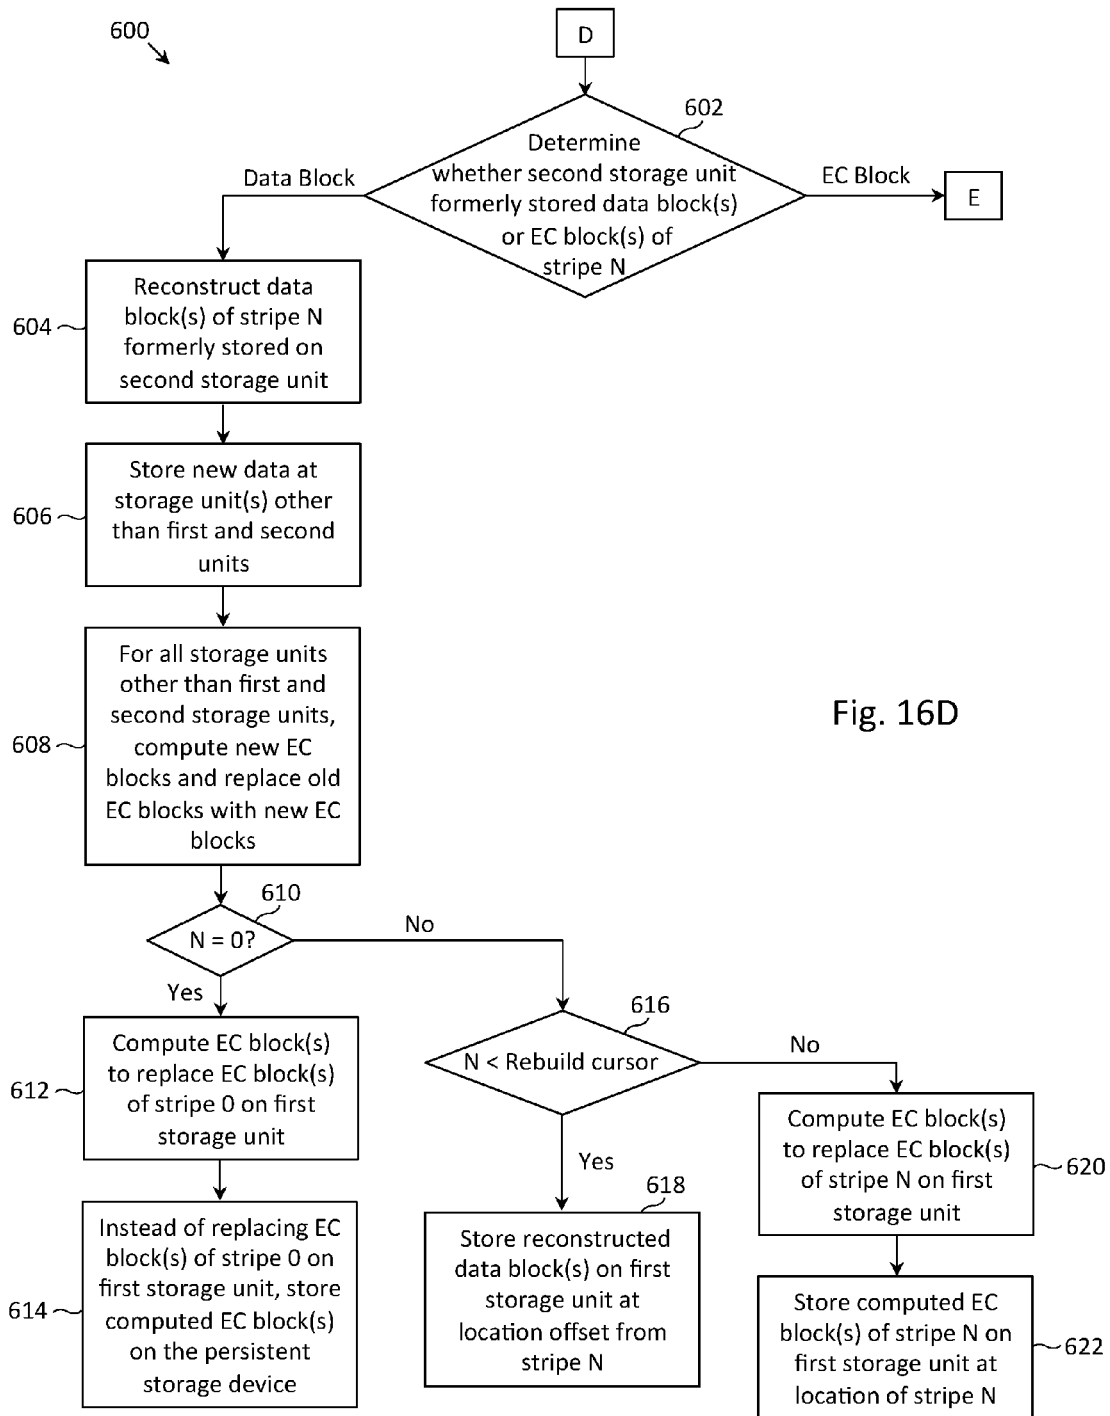 600
D
602
Determine
whether second storage unit
formerly stored data block(s)
or EC block(s) of
stripe N
Data Block
EC Block
E
604
Reconstruct data
block(s) of stripe N
formerly stored on
second storage unit
606
Store new data at
storage unit(s) other
than first and second
units
608
For all storage units
other than first and
second storage units,
compute new EC
blocks and replace old
EC blocks with new EC
blocks
Fig. 16D
610
N = 0?
No
Yes
612
Compute EC block(s)
to replace EC block(s)
of stripe 0 on first
storage unit
614
Instead of replacing EC
block(s) of stripe 0 on
first storage unit, store
computed EC block(s)
on the persistent
storage device
616
N < Rebuild cursor
No
Yes
618
Store reconstructed
data block(s) on first
storage unit at
location offset from
stripe N
Compute EC block(s)
to replace EC block(s)
of stripe N on first
storage unit
620
Store computed EC
block(s) of stripe N on
first storage unit at
location of stripe N
622